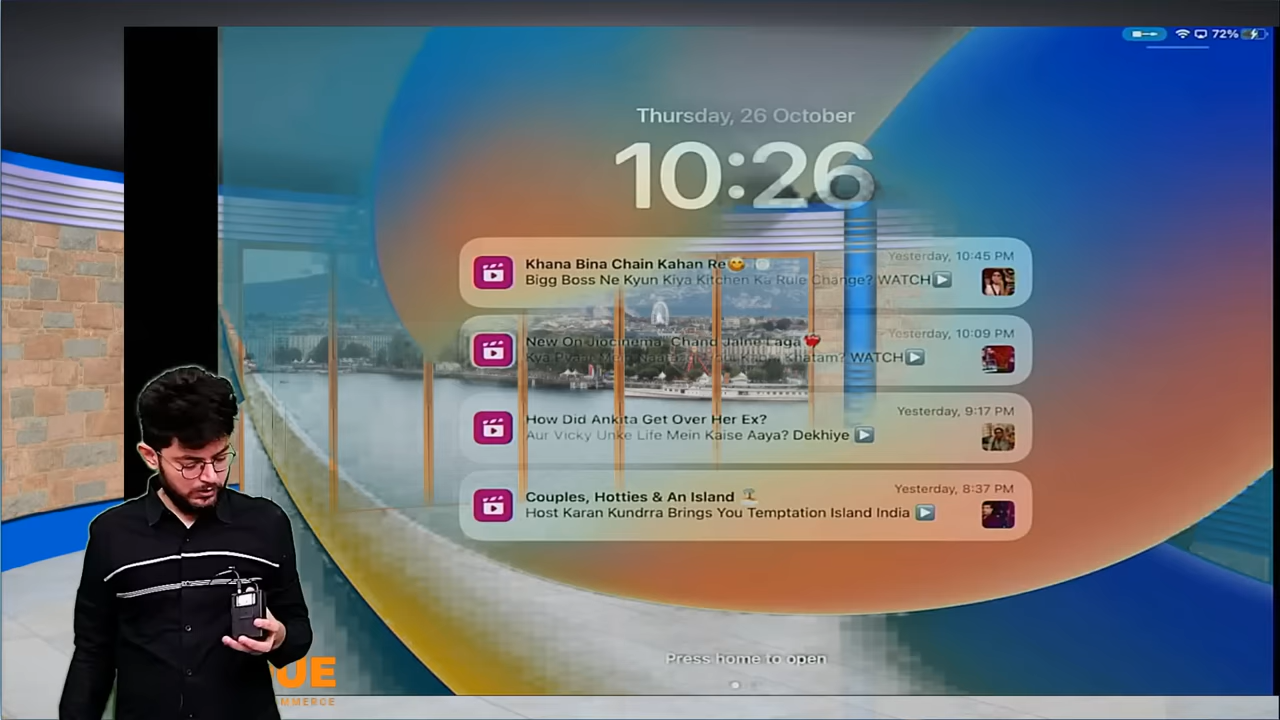 72%
Thursday, 26 October
10:26
Khana Bina Chain Kahan Re
Yesterday, 10:45 PM
Bigg Boss Ne Kyun Kiya Kitchen Ka Rule Change? WATCH
Yesterday, 10:09 PM
New On Jiocinema, Chand Jalne Laga
Kya Pyaar Mein Khatam? WATCH
How Did Ankita Get Over Her Ex?
Yesterday, 9:17 PM
Aur Vicky Unke Life Mein Kaise Aaya? Dekhiye
Couples, Hotties & An Island
Yesterday, 8:37 PM
Host Karan Kundrra Brings You Temptation Island India
Press home to open
UE
MMERCE